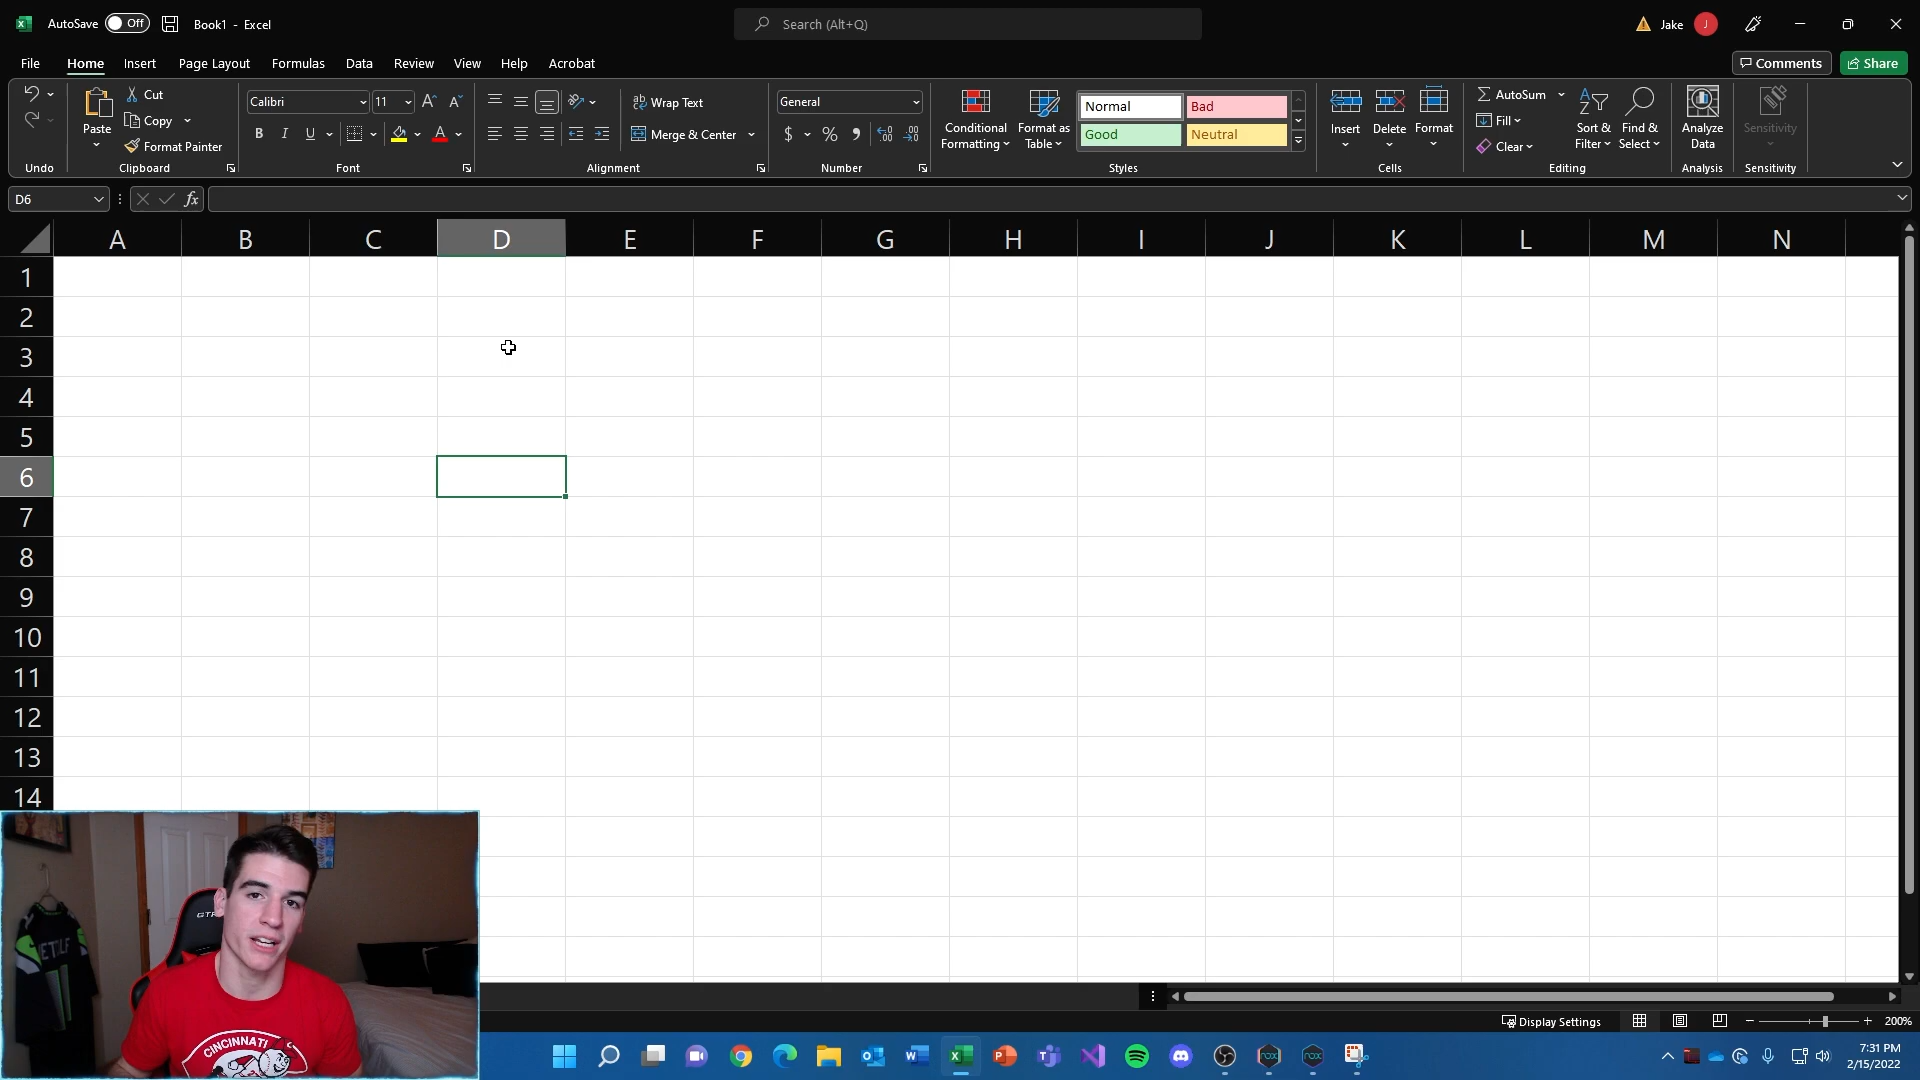 AutoSave Off Book1 - Excel Search (Alt+Q) Jake J
File Home Insert Page Layout Formulas Data Review View Help Acrobat Comments Share
Paste Cut Calibri 11 Wrap Text General Conditional Formatting Format as Table Normal Bad Insert Delete Format AutoSum Sort & Filter Find & Select Analyze Data Sensitivity
Copy B I U Merge & Center $ % Good Neutral Fill
Format Painter Clear
Undo Clipboard Font Alignment Number Styles Cells Editing Analysis Sensitivity
D6 fx
A B C D E F G H I J K L M N
1
2
3
4
5
6
7
8
9
10
11
12
13
14
GTR
CINCINNATI
Display Settings 200%
7:31 PM
2/15/2022